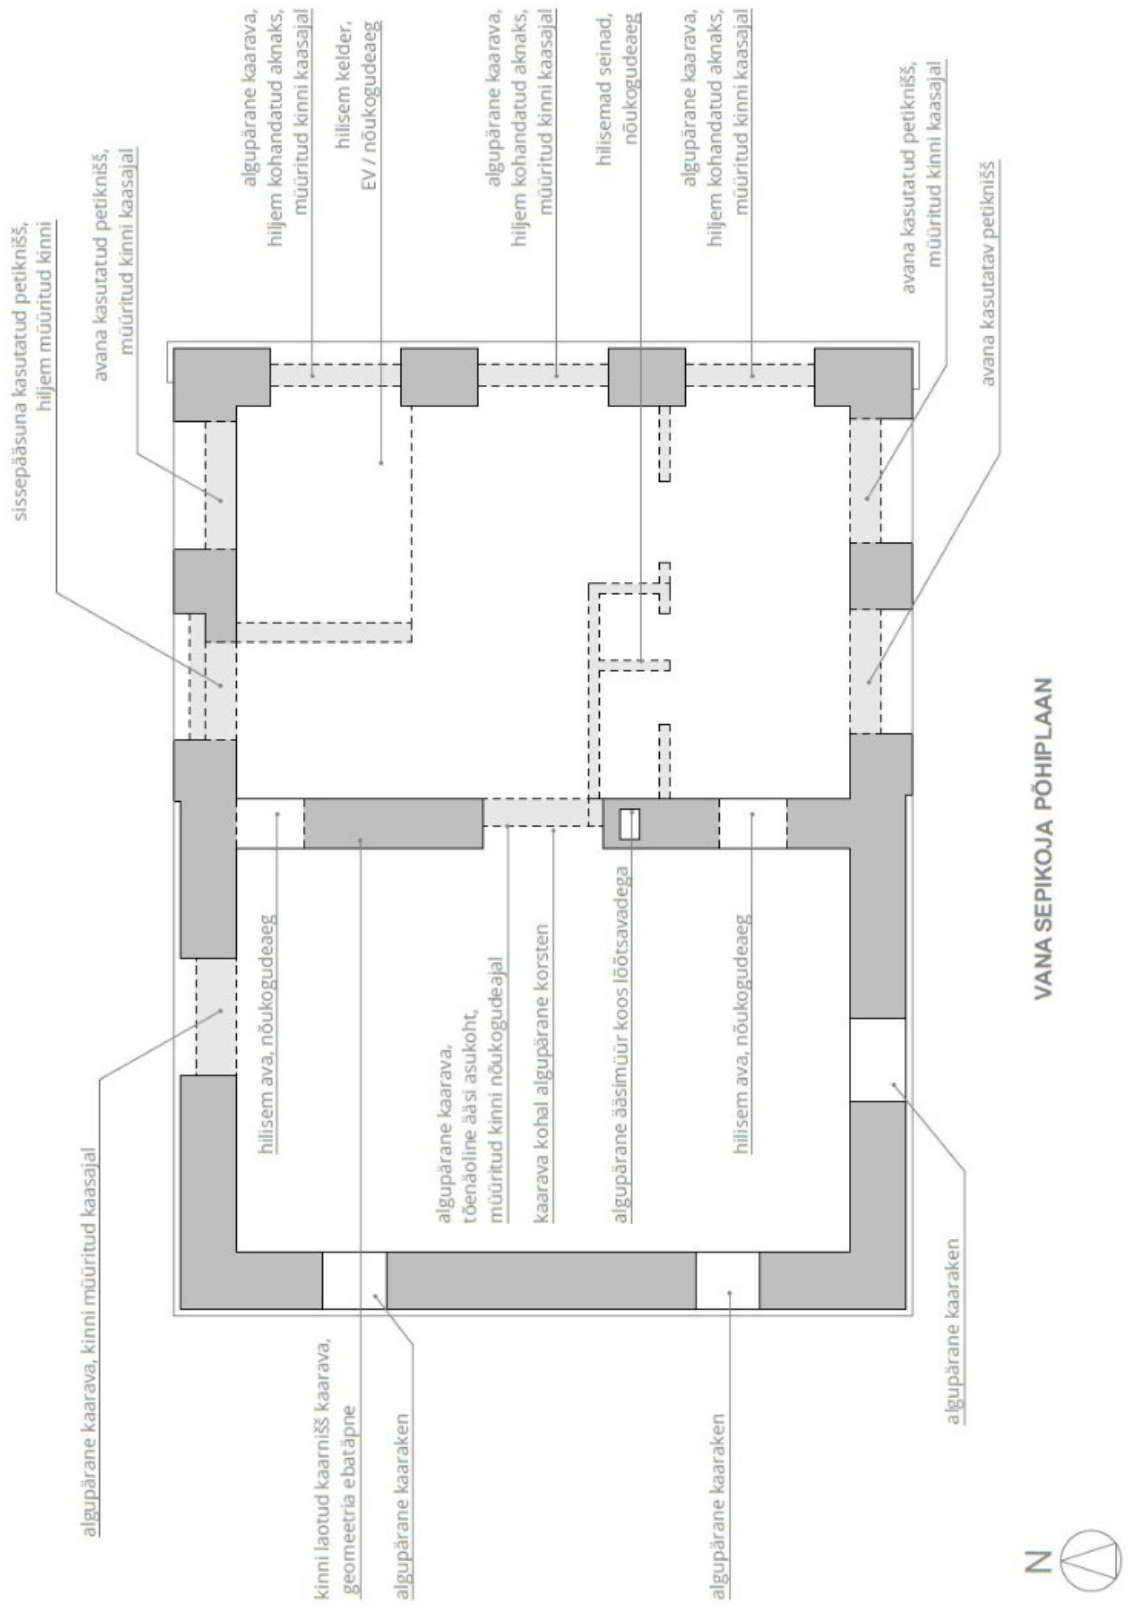 sissepääsuna kasutatud petiknišš,
hiljem müüritud kinni
algupärane kaarava, kinni müüritud kaasajal
avana kasutatud petiknišš,
müüritud kinni kaasajal
algupärane kaarava,
hiljem kohandatud aknaks,
müüritud kinni kaasajal
hilisem ava, nõukogudeaeg
kinni laotud kaarnišš kaarava,
geomeetria ebatäpne
hilisem kelder,
EV / nõukogudeaeg
algupärane kaaraken
algupärane kaarava,
tõenäoline ääsi asukoht,
müüritud kinni nõukogudeajal
algupärane kaarava,
hiljem kohandatud aknaks,
müüritud kinni kaasajal
kaarava kohal algupärane korsten
hilisemad seinad,
nõukogudeaeg
algupärane ääsimüür koos lõõtsavadega
algupärane kaarava,
hiljem kohandatud aknaks,
müüritud kinni kaasajal
algupärane kaaraken
hilisem ava, nõukogudeaeg
avana kasutatud petiknišš,
müüritud kinni kaasajal
algupärane kaaraken
avana kasutatav petiknišš
N
VANA SEPIKOJA PÕHIPLAAN